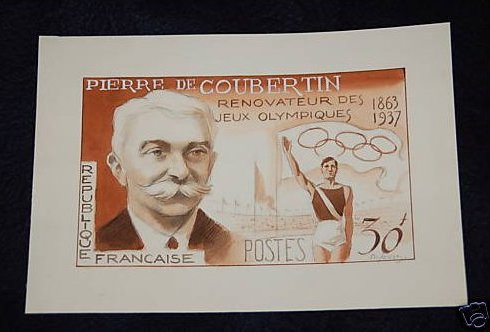 PIERRE DE COUBERTIN
RENOVATEUR DES
JEUX OLYMPIQUES
1863
1937
REPUBLIQUE
FRANCAISE
POSTES
30f